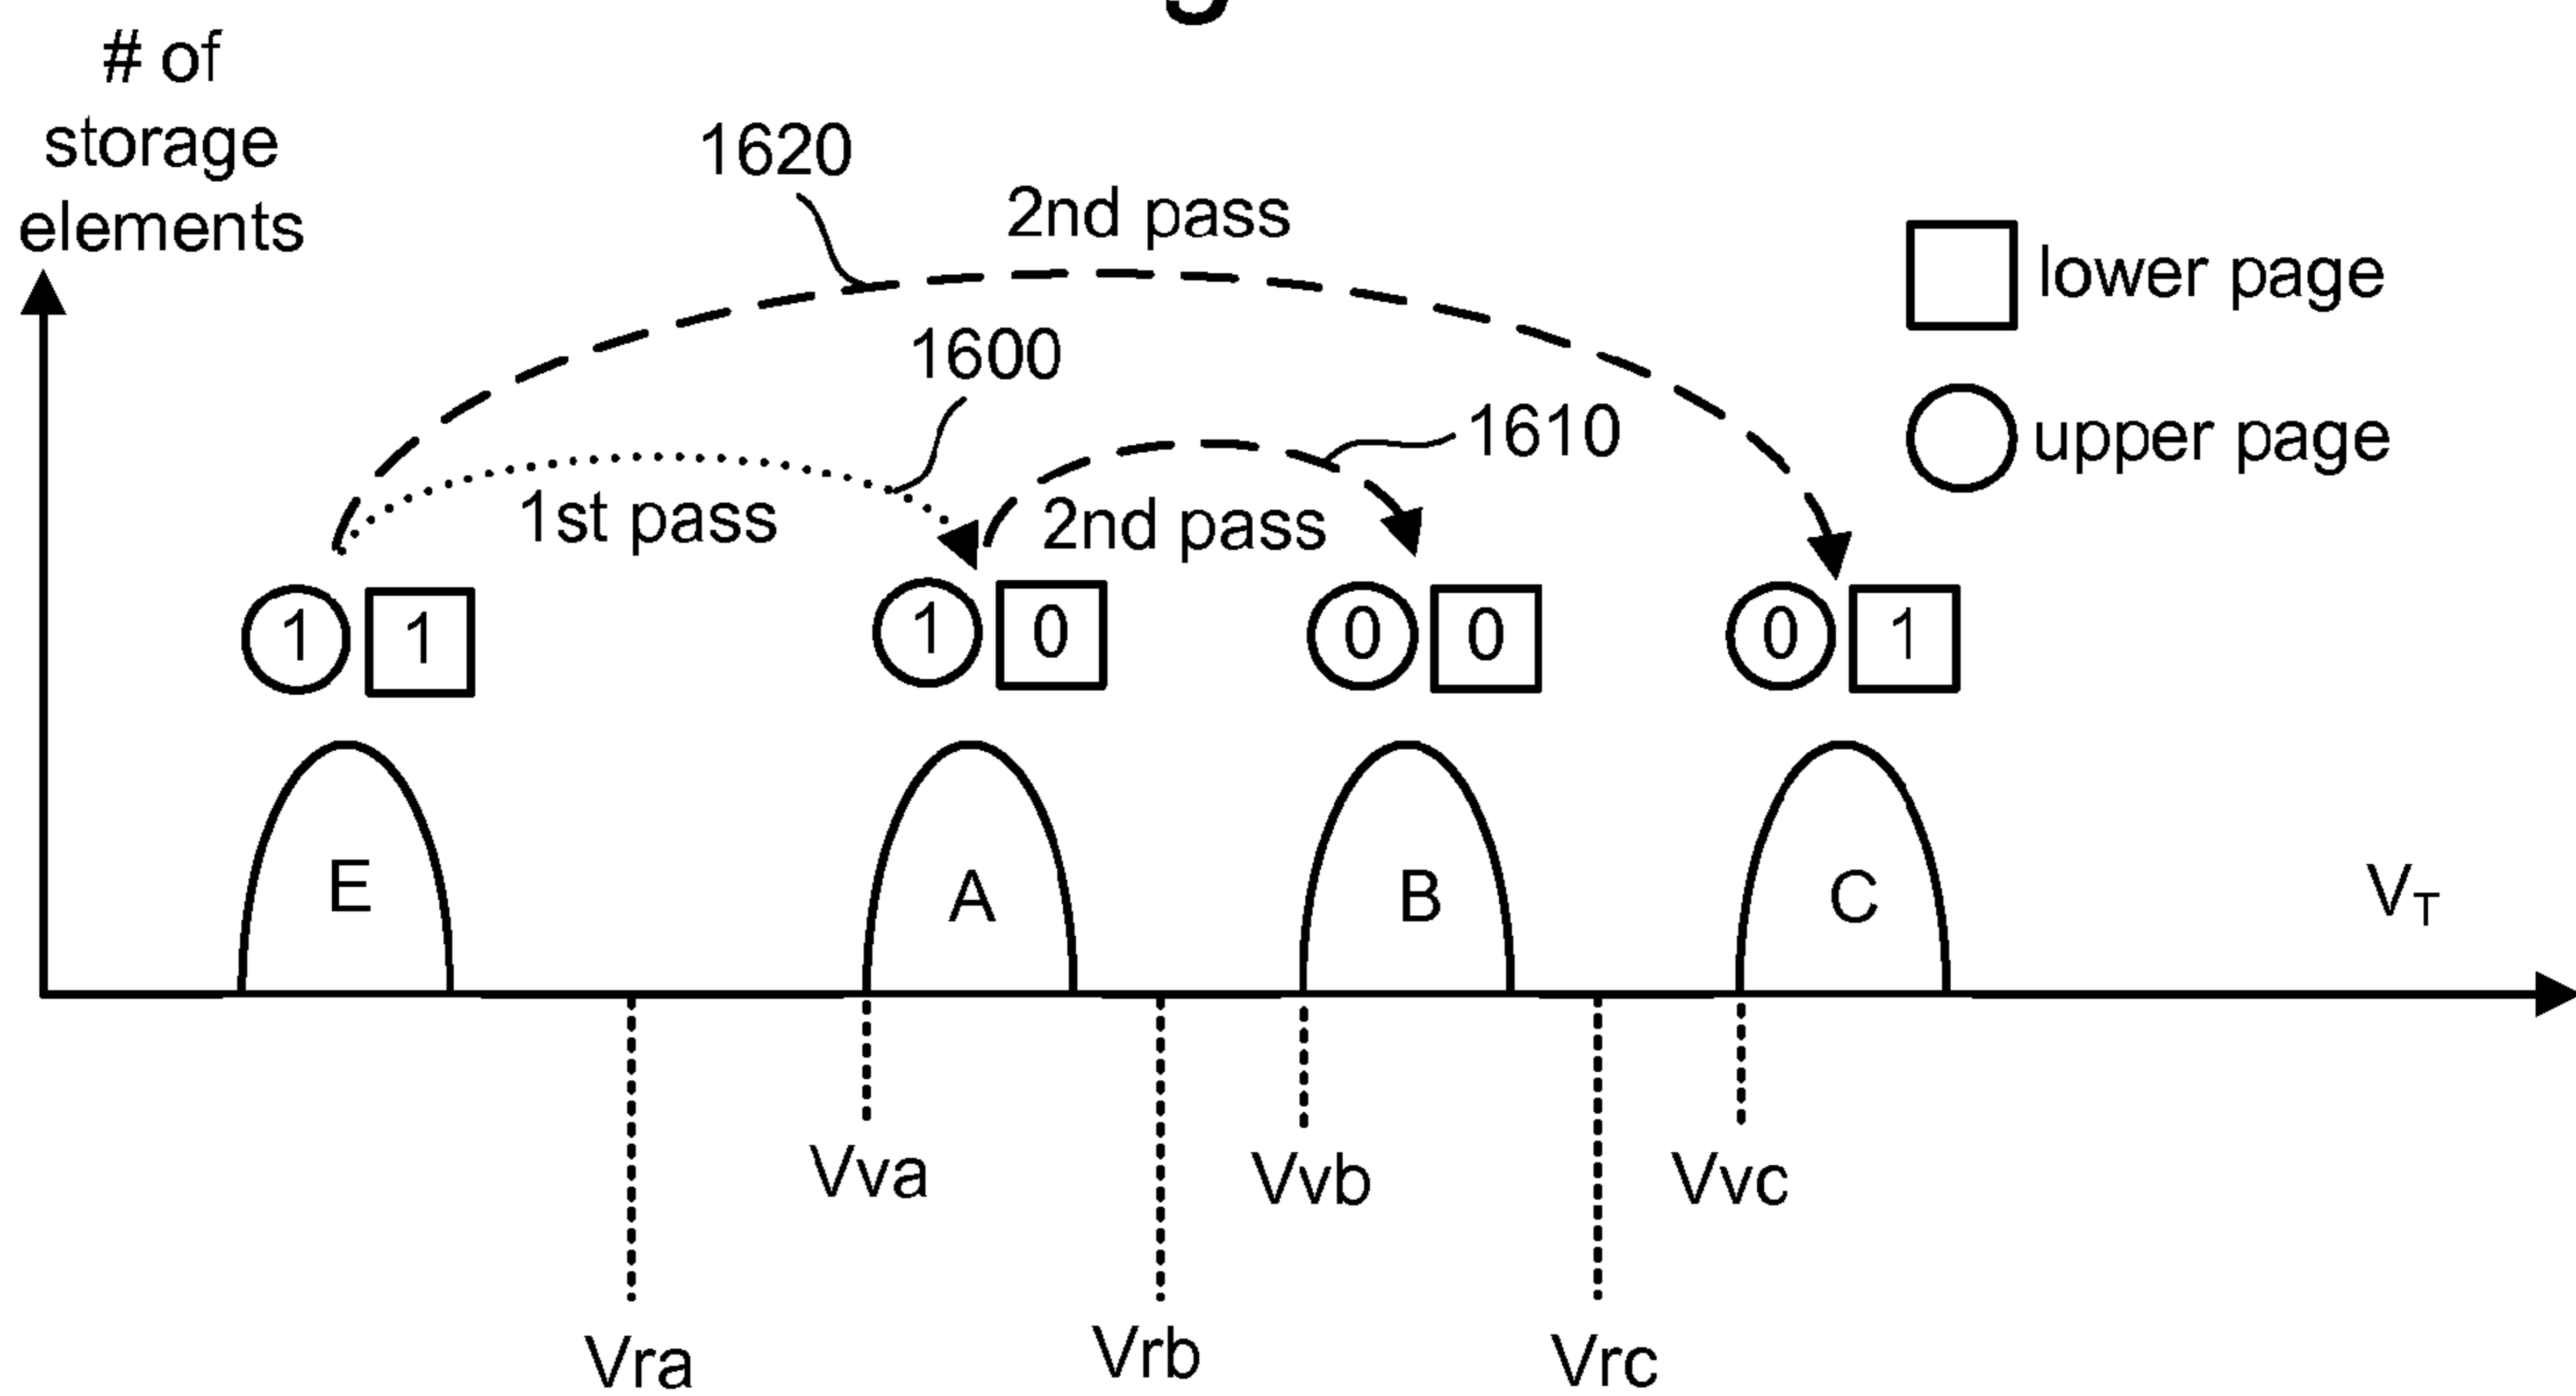 # of
storage
elements
1620
2nd pass
lower page
1600
upper page
1610
1st pass
2nd pass
1 1
1 0
0 0
0 1
E
A
B
C
VT
Vva
Vvb
Vvc
Vra
Vrb
Vrc